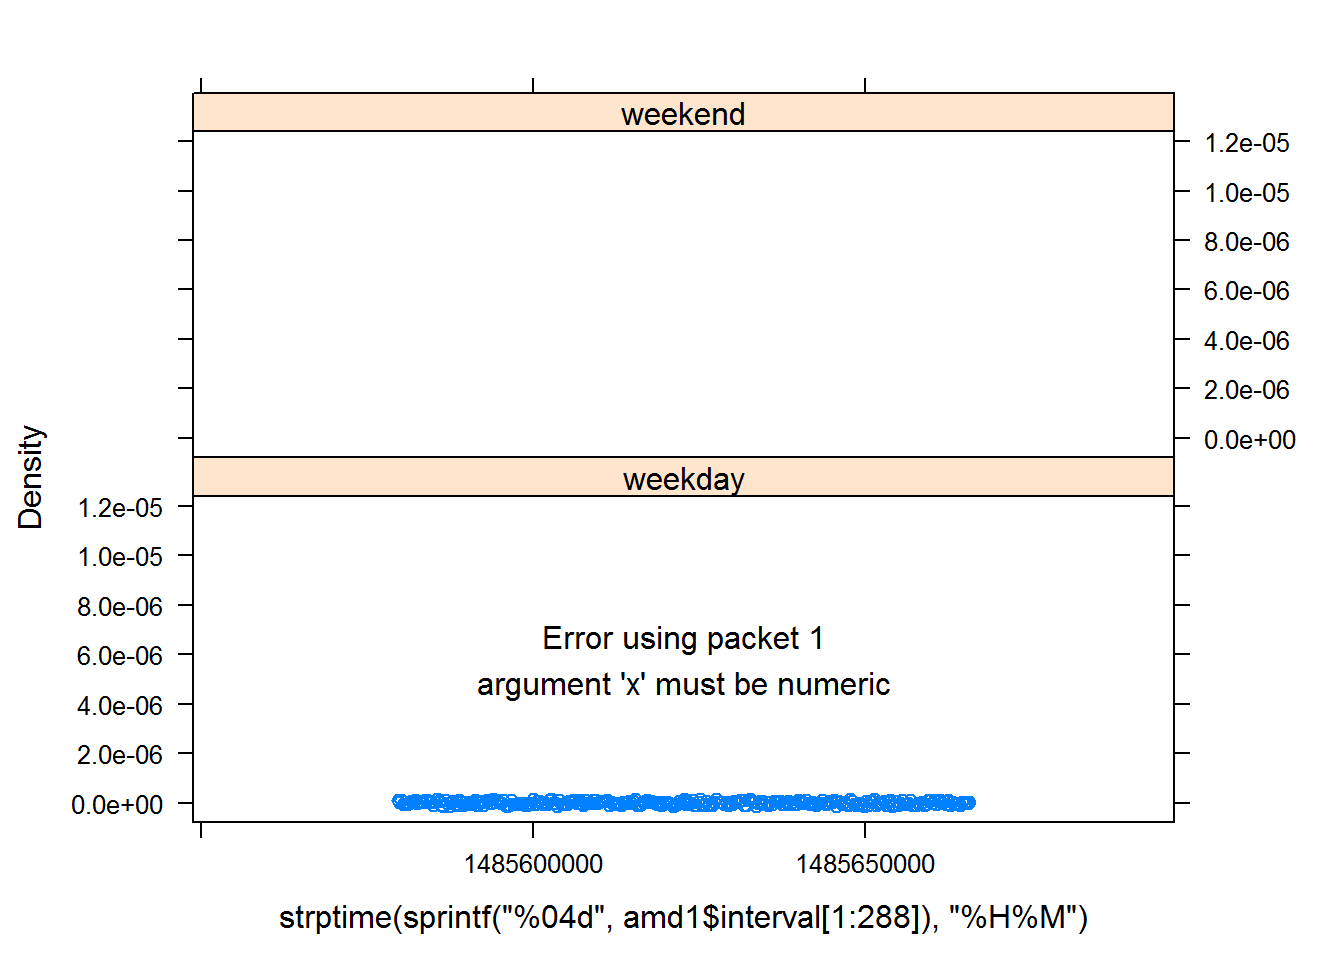 weekend
1.2e-05
1.0e-05
8.0e-06
6.0e-06
4.0e-06
2.0e-06
0.0e+00
Density
weekday
1.2e-05
1.0e-05
8.0e-06
6.0e-06
4.0e-06
2.0e-06
0.0e+00
Error using packet 1
argument 'x' must be numeric
1485600000 1485650000
strptime(sprintf("%04d", amd1$interval[1:288]), "%H%M")